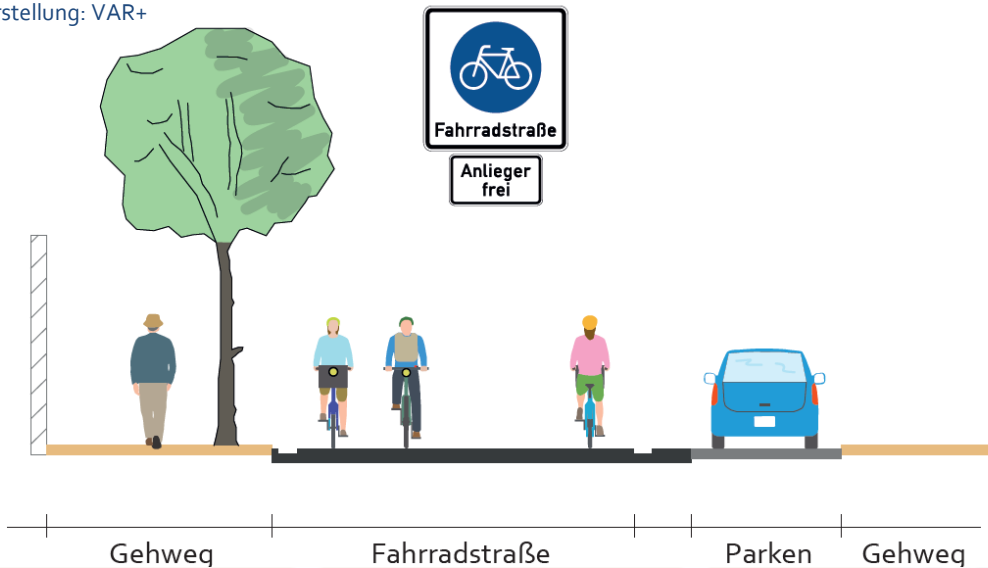 rstellung: VAR+
Fahrradstraße
Anlieger
frei
Gehweg
Fahrradstraße
Parken
Gehweg